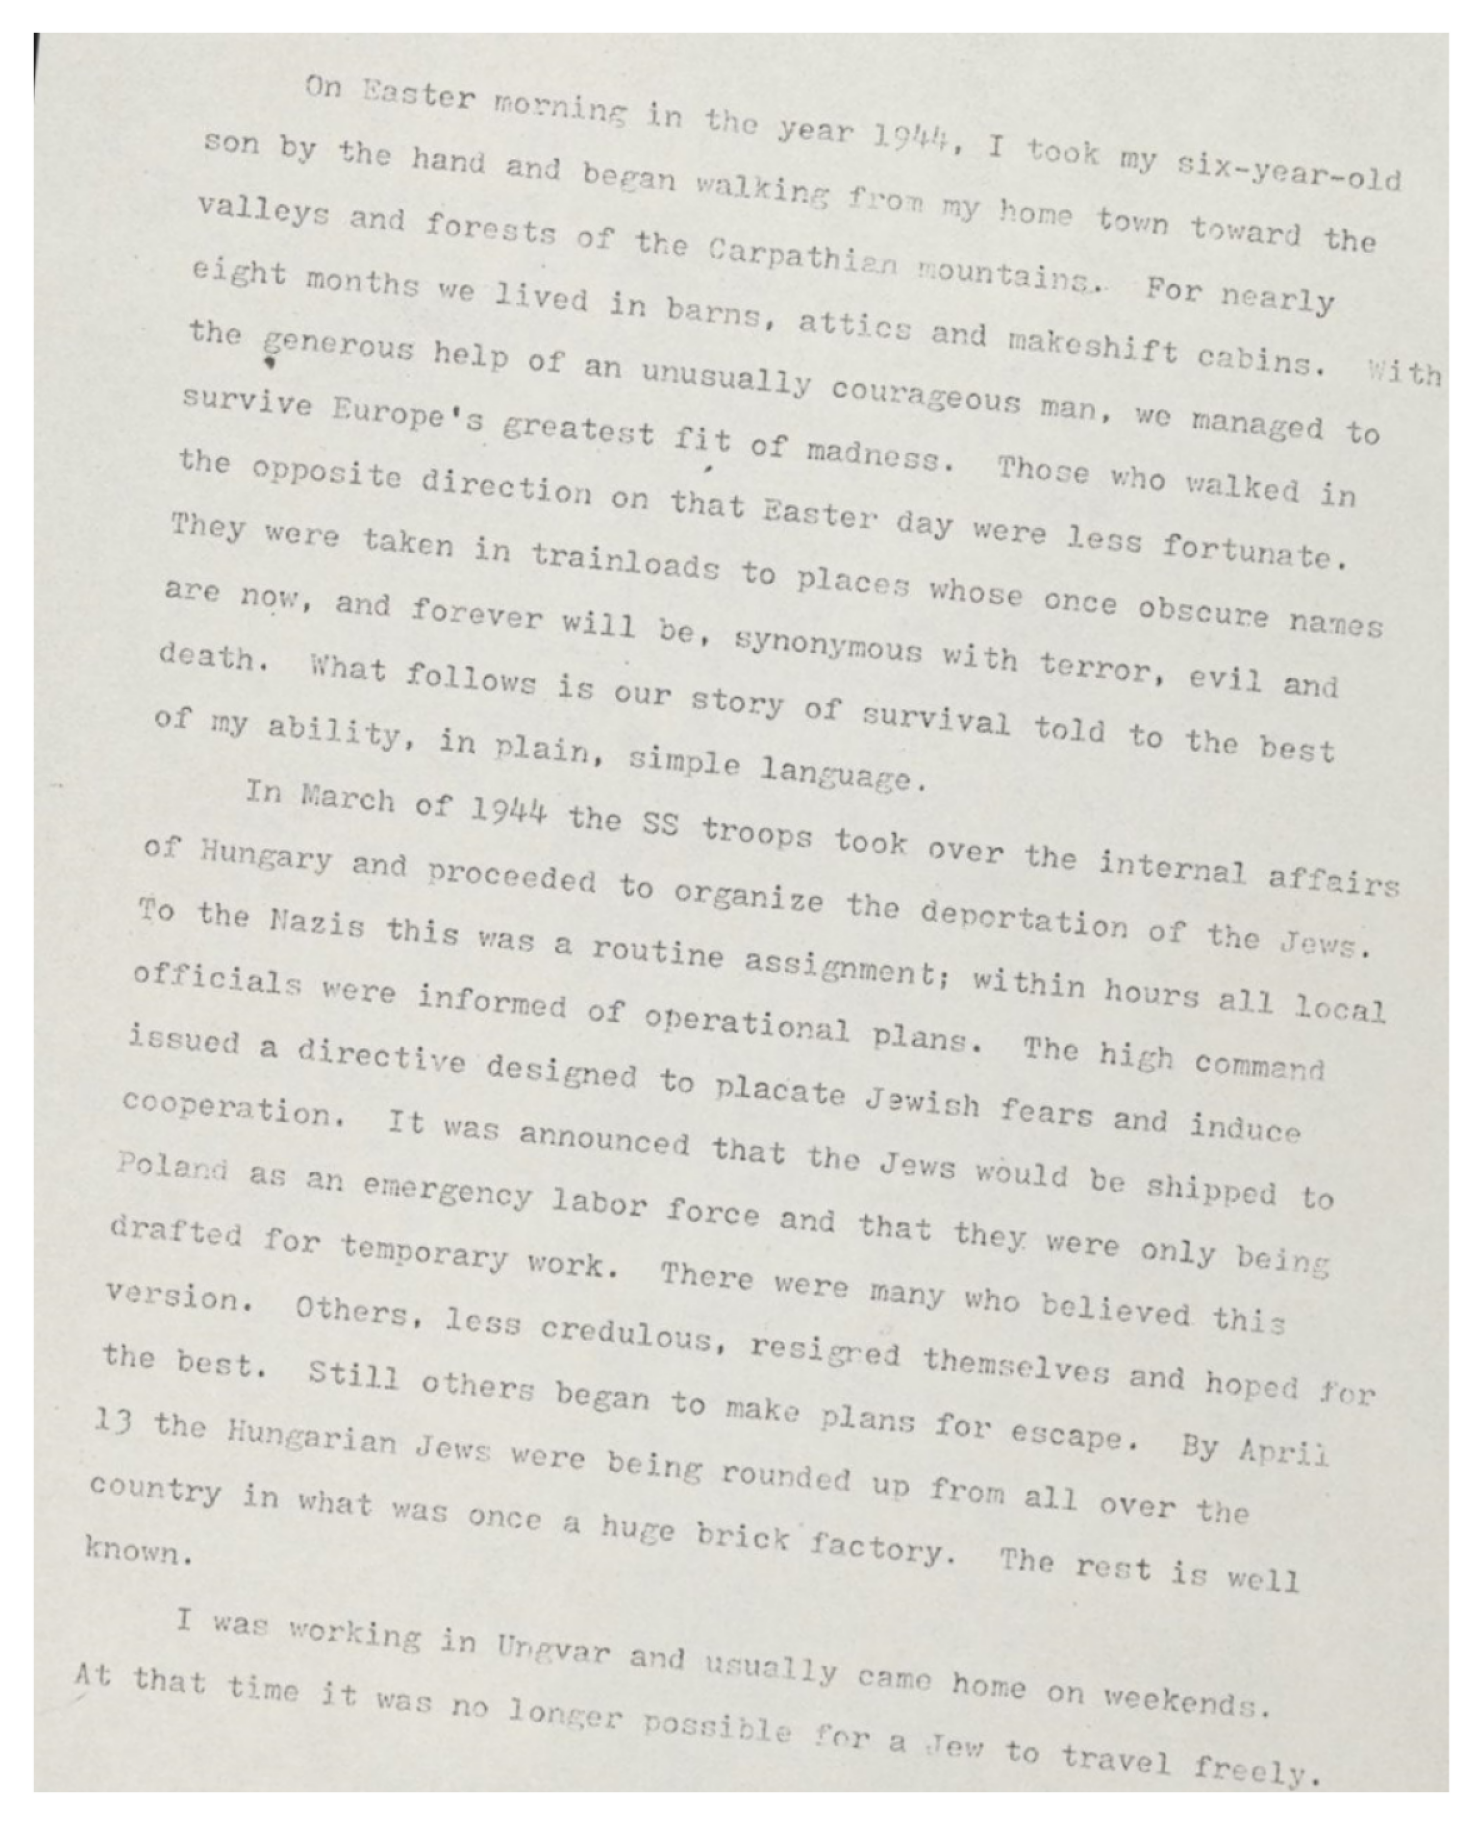 On Easter morning in the year 1944, I took my six-year-old
son by the hand and began walking from my home town toward the
valleys and forests of the Carpathian mountains. For nearly
eight months we lived in barns, attics and makeshift cabins. With
the generous help of an unusually courageous man, we managed to
survive Europe's greatest fit of madness. Those who walked in
the opposite direction on that Easter day were less fortunate.
They were taken in trainloads to places whose once obscure names
are now, and forever will be, synonymous with terror, evil and
death. What follows is our story of survival told to the best
of my ability, in plain, simple language.
In March of 1944 the SS troops took over the internal affairs
of Hungary and proceeded to organize the deportation of the Jews.
To the Nazis this was a routine assignment; within hours all local
officials were informed of operational plans. The high command
issued a directive designed to placate Jewish fears and induce
cooperation. It was announced that the Jews would be shipped to
Poland as an emergency labor force and that they were only being
drafted for temporary work. There were many who believed this
version. Others, less credulous, resigned themselves and hoped for
the best. Still others began to make plans for escape. By April
13 the Hungarian Jews were being rounded up from all over the
country in what was once a huge brick factory. The rest is well
known.
I was working in Ungvar and usually came home on weekends.
At that time it was no longer possible for a Jew to travel freely.